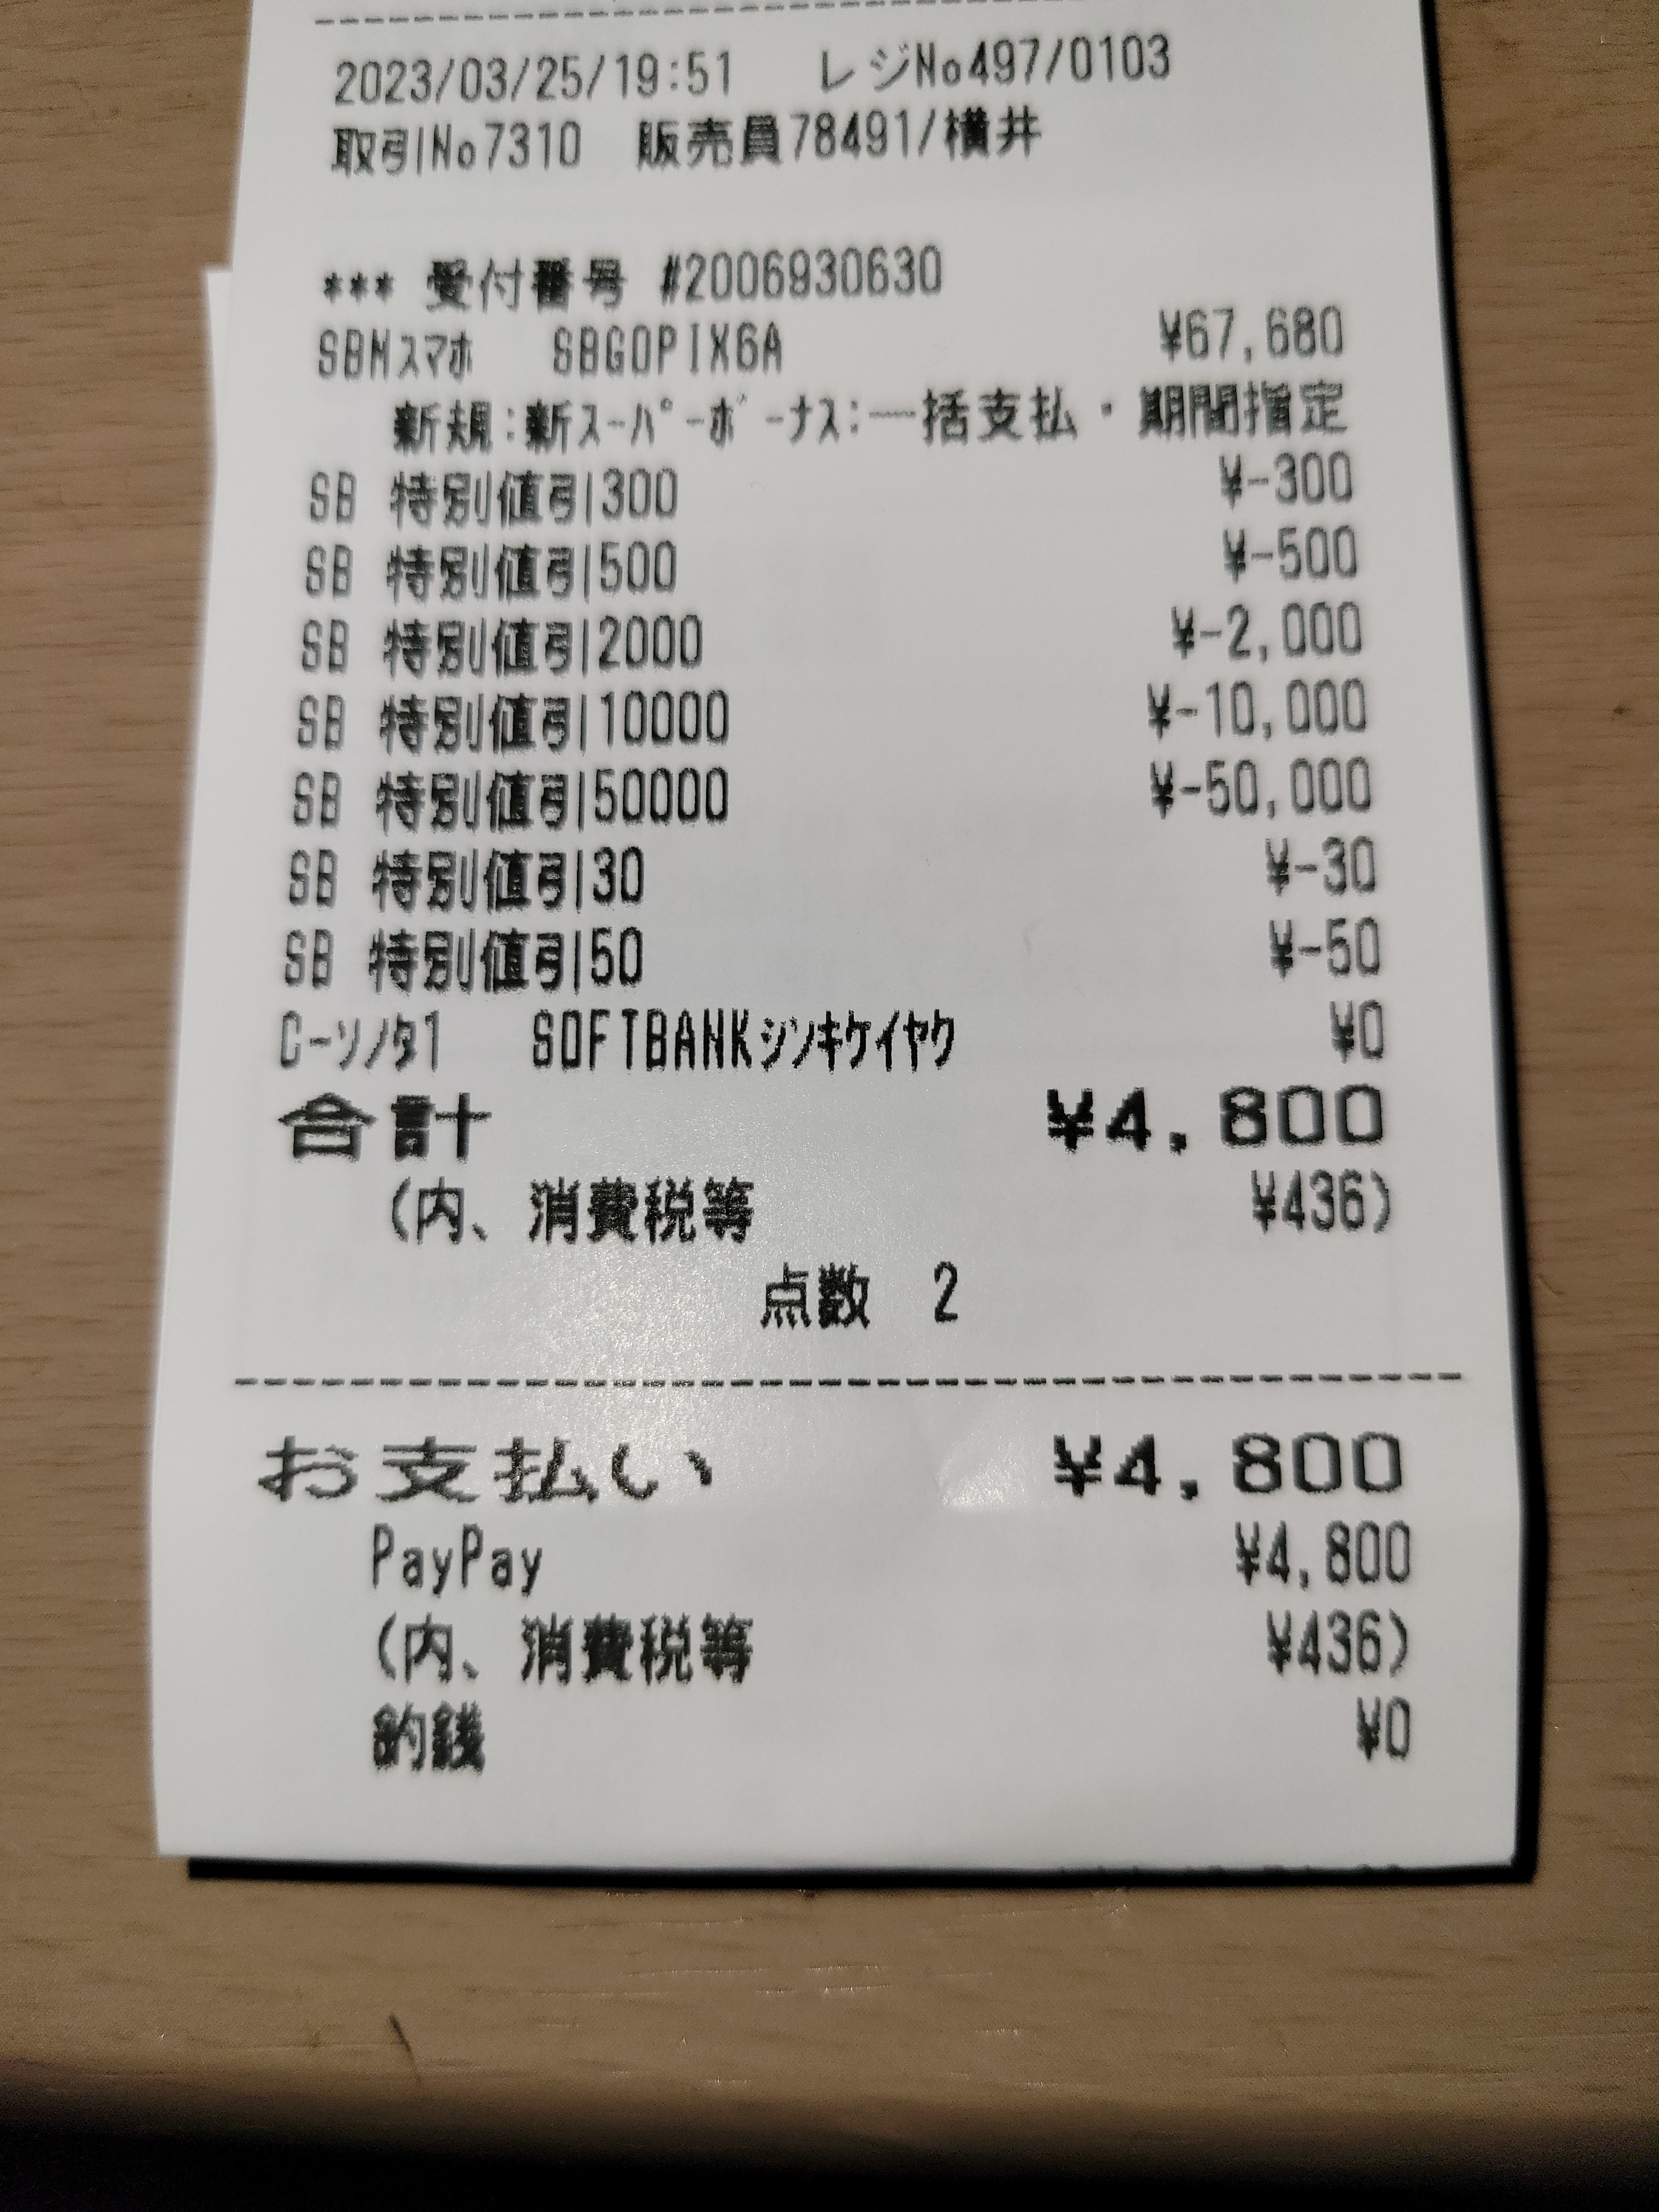 2023/03/25/19:51 レジNo497/0103
取引No7310 販売員78491/横井
*** 受付番号 #2006930630
SBMスマホ SBGOPIX6A ¥67,680
新規:新スーパーボーナス:一括支払・期間指定
SB 特別値引300 ¥-300
SB 特別値引500 ¥-500
SB 特別値引2000 ¥-2,000
SB 特別値引10000 ¥-10,000
SB 特別値引50000 ¥-50,000
SB 特別値引30 ¥-30
SB 特別値引50 ¥-50
C-ソノタ1 SOFTBANKシンキケイヤク ¥0
合計 ¥4,800
(内、消費税等 ¥436)
点数 2
お支払い ¥4,800
PayPay ¥4,800
(内、消費税等 ¥436)
釣銭 ¥0